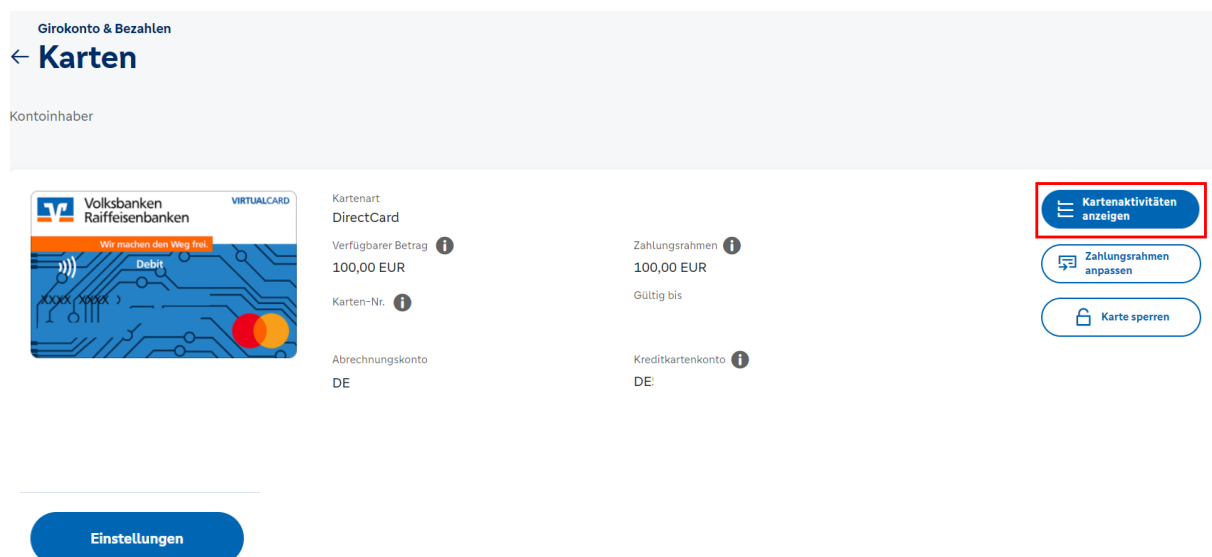 Girokonto & Bezahlen
← Karten
Kontoinhaber
Volksbanken
Raiffeisenbanken
VIRTUALCARD
Wir machen den Weg frei.
Debit
XXXX XXXX
Kartenart
DirectCard
Verfügbarer Betrag
100,00 EUR
Zahlungsrahmen
100,00 EUR
Karten-Nr.
Gültig bis
Abrechnungskonto
DE
Kreditkartenkonto
DE
Kartenaktivitäten
anzeigen
Zahlungsrahmen
anpassen
Karte sperren
Einstellungen